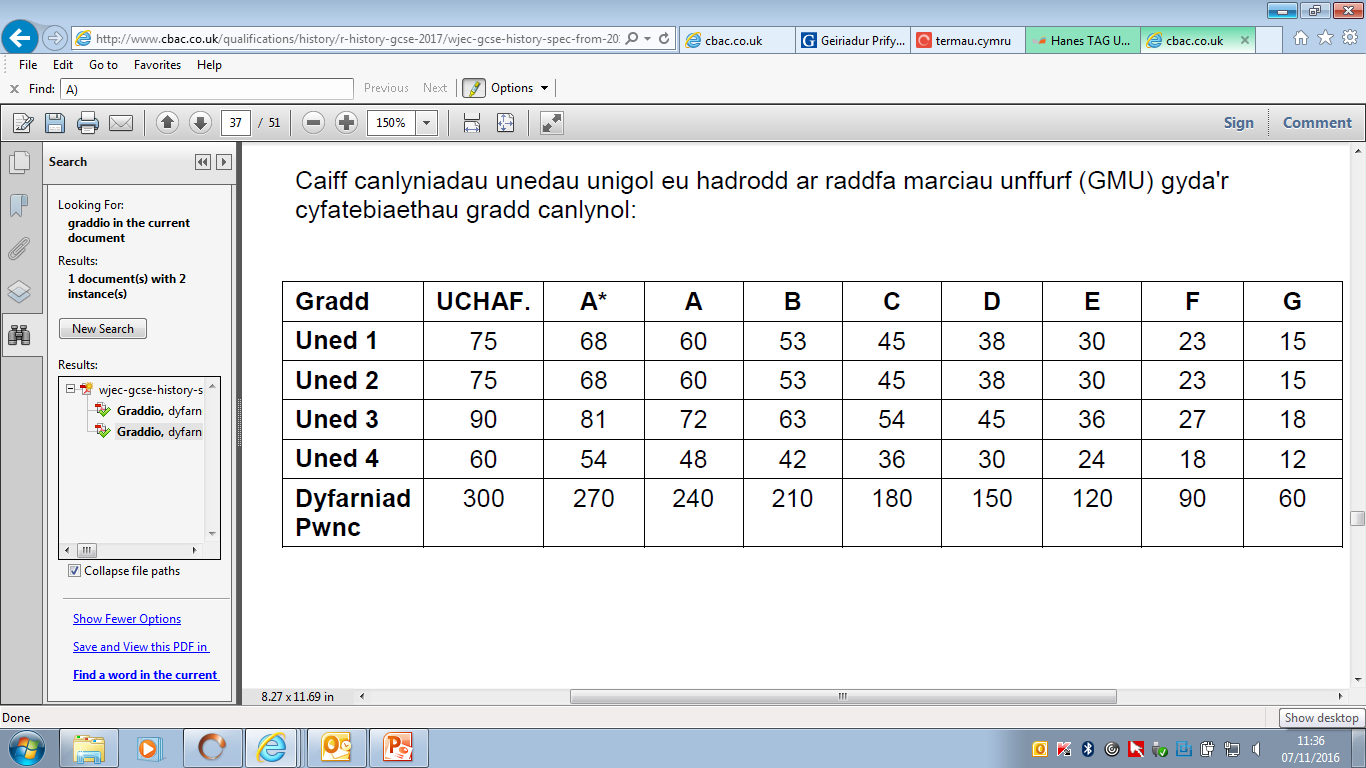 http://www.cbac.co.uk/qualifications/history/r-history-gcse-2017/wjec-gcse-history-spec-from-20
cbac.co.uk
Geiriadur Prify...
termau.cymru
Hanes TAG U...
cbac.co.uk
File Edit Go to Favorites Help
Find: A) Previous Next Options
37 / 51 150% Sign Comment
Search
Looking For:
graddio in the current
document
Results:
1 document(s) with 2
instance(s)
New Search
Results:
wjec-gcse-history-s
Graddio, dyfarn
Graddio, dyfarn
Collapse file paths
Show Fewer Options
Save and View this PDF in
Find a word in the current
Caiff canlyniadau unedau unigol eu hadrodd ar raddfa marciau unffurf (GMU) gyda'r
cyfatebiaethau gradd canlynol:
Gradd UCHAF. A* A B C D E F G
Uned 1 75 68 60 53 45 38 30 23 15
Uned 2 75 68 60 53 45 38 30 23 15
Uned 3 90 81 72 63 54 45 36 27 18
Uned 4 60 54 48 42 36 30 24 18 12
Dyfarniad 300 270 240 210 180 150 120 90 60
Pwnc
8.27 x 11.69 in
Done
Show desktop
11:36
07/11/2016